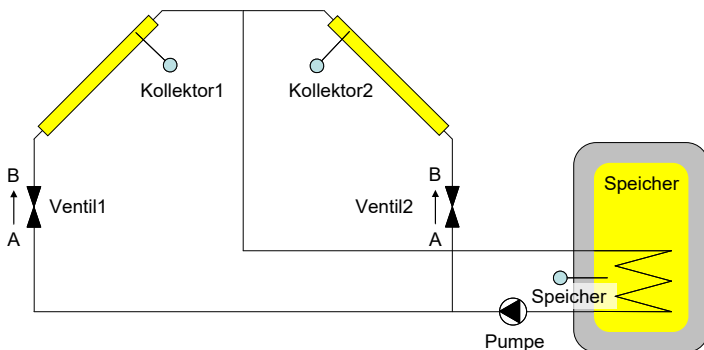 Kollektor1
Kollektor2
Speicher
B
Ventil1
A
B
Ventil2
A
Speicher
Pumpe